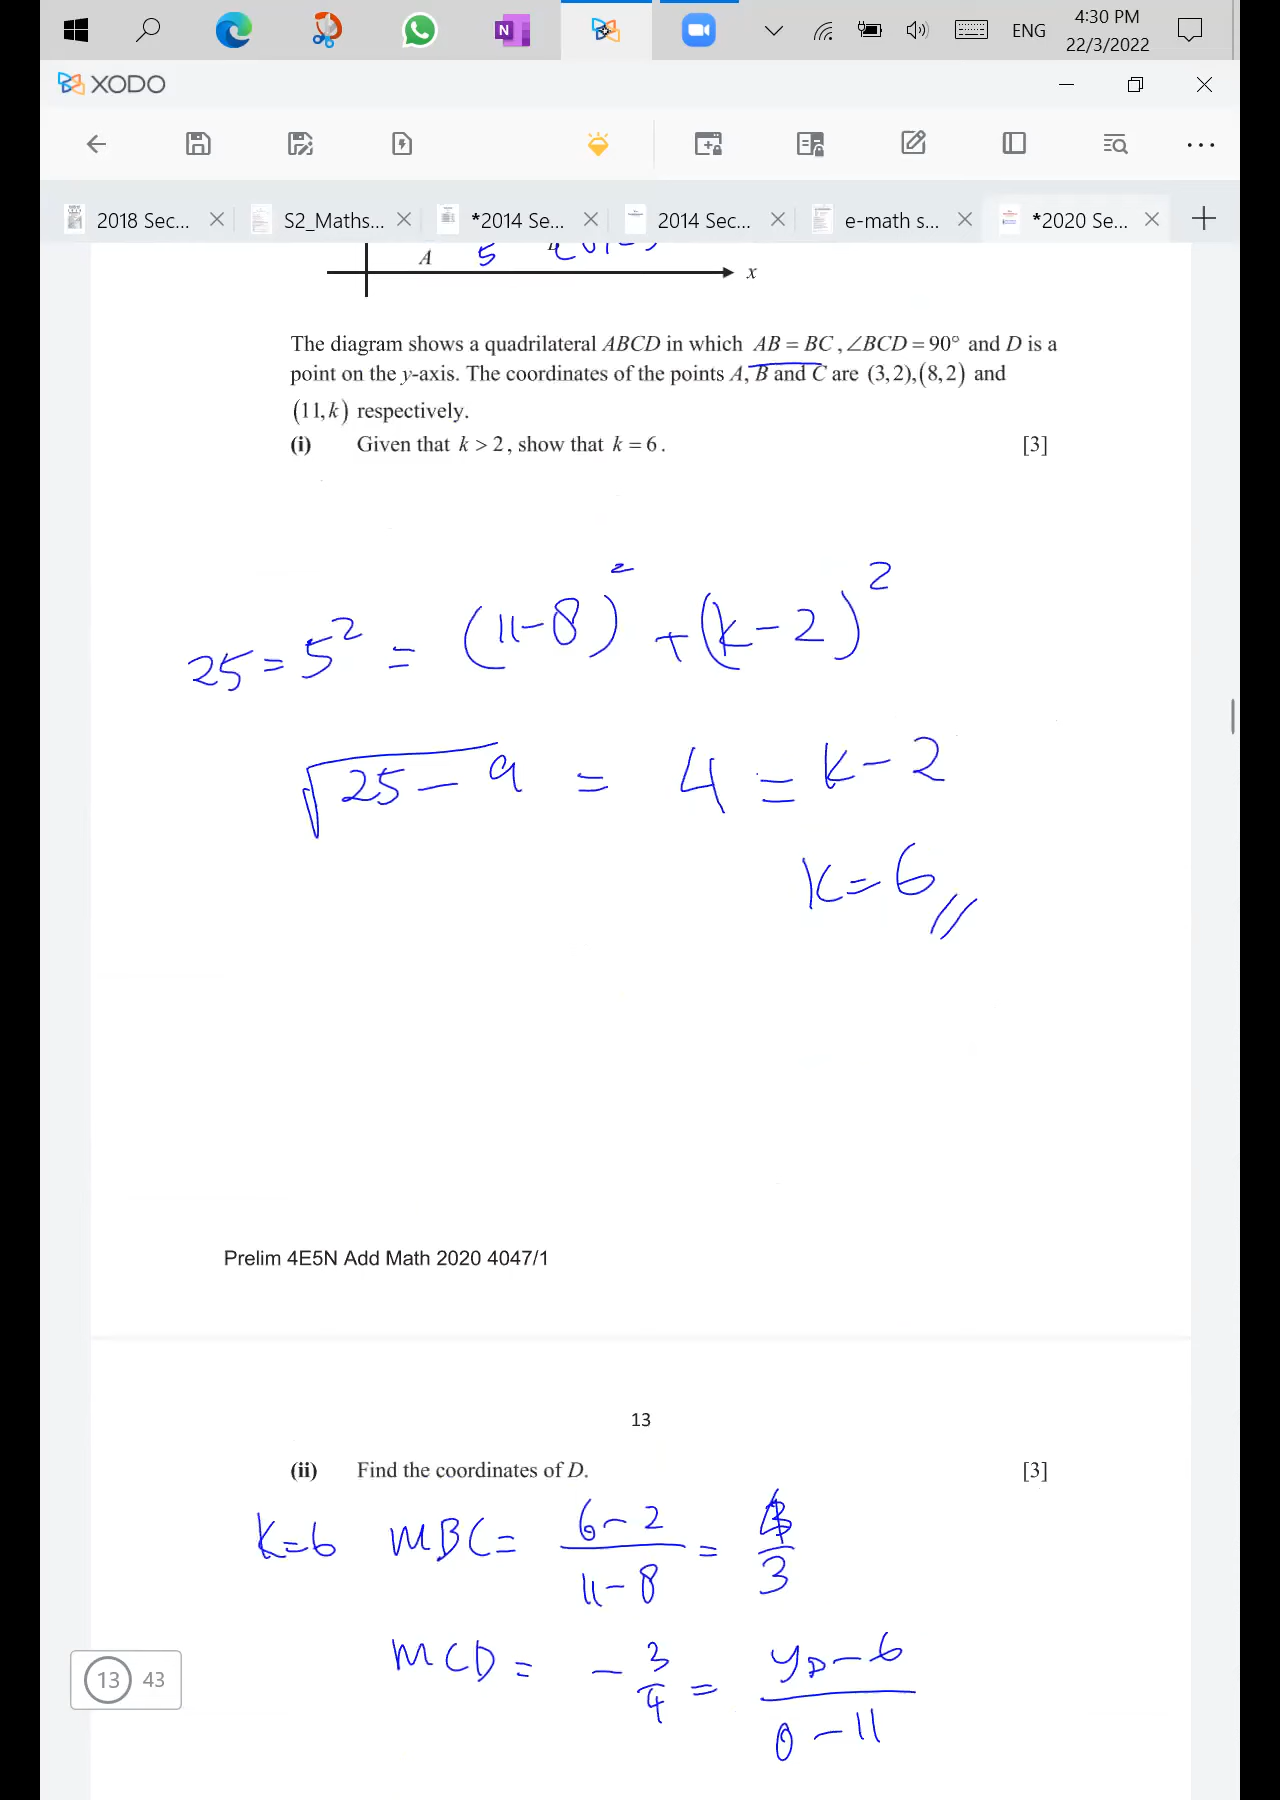 4:30 PM
ENG
22/3/2022
XODO
2018 Sec...
S2_Maths...
*2014 Se...
2014 Sec...
e-math s...
*2020 Se...
A 5
x
The diagram shows a quadrilateral ABCD in which AB = BC, ∠BCD = 90° and D is a
point on the y-axis. The coordinates of the points A, B and C are (3, 2), (8, 2) and
(11, k) respectively.
(i) Given that k > 2, show that k = 6. [3]
25 = 5² = (11-8)² + (k-2)²
√25-9 = 4 = k-2
k=6//
Prelim 4E5N Add Math 2020 4047/1
13
(ii) Find the coordinates of D. [3]
K=6 MBC = 6-2/11-8 = 4/3
MCD = -3/4 = yD-6/0-11
13 43